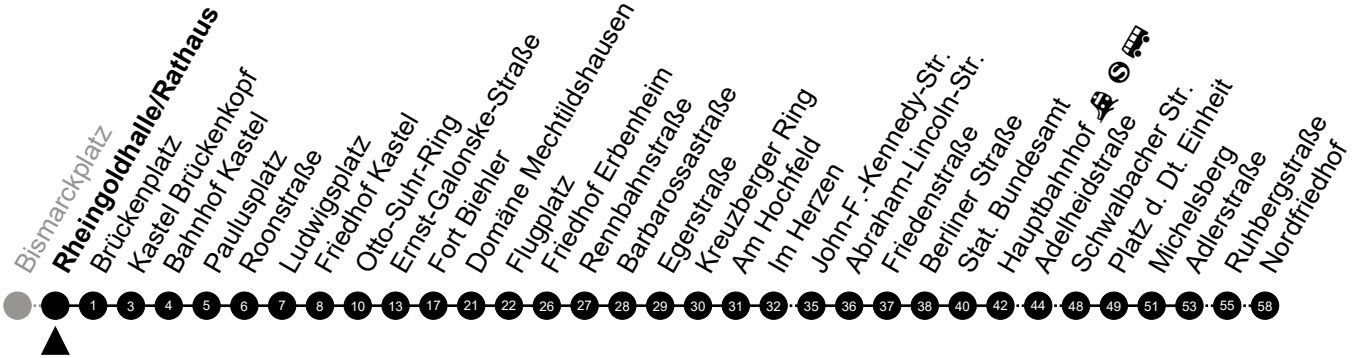 Bismarckplatz
Rheingoldhalle/Rathaus
Brückenplatz
Kastel Brückenkopf
Bahnhof Kastel
Paulusplatz
Roonstraße
Ludwigsplatz
Friedhof Kastel
Otto-Suhr-Ring
Ernst-Galonske-Straße
Fort Biehler
Domäne Mechtildshausen
Flugplatz
Friedhof Erbenheim
Rennbahnstraße
Barbarossastraße
Egerstraße
Kreuzberger Ring
Am Hochfeld
Im Herzen
John-F.-Kennedy-Str.
Abraham-Lincoln-Str.
Friedenstraße
Berliner Straße
Stat. Bundesamt
Hauptbahnhof S
Adelheidstraße
Schwalbacher Str.
Platz d. Dt. Einheit
Michelsberg
Adlerstraße
Ruhbergstraße
Nordfriedhof
1 3 4 5 6 7 8 10 13 17 21 22 26 27 28 29 30 31 32 35 36 37 38 40 42 44 48 49 51 53 55 58